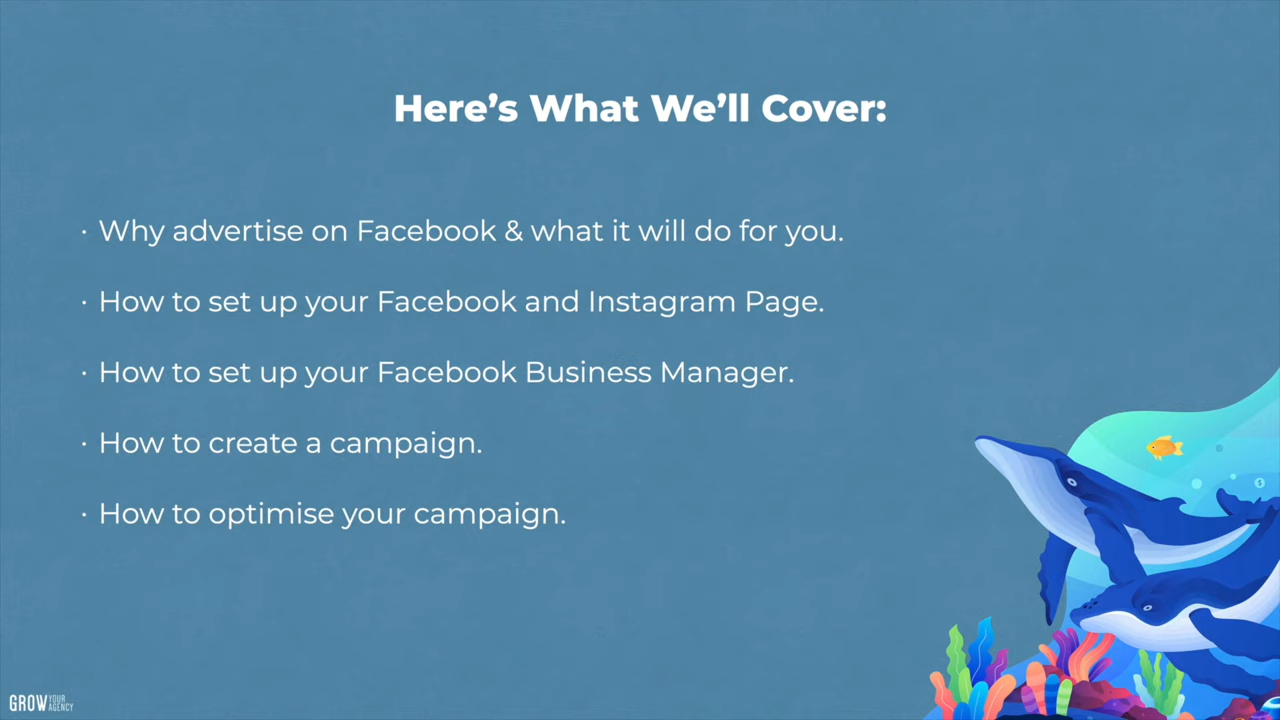 Here's What We'll Cover:
· Why advertise on Facebook & what it will do for you.
· How to set up your Facebook and Instagram Page.
· How to set up your Facebook Business Manager.
· How to create a campaign.
· How to optimise your campaign.
GROW YOUR AGENCY